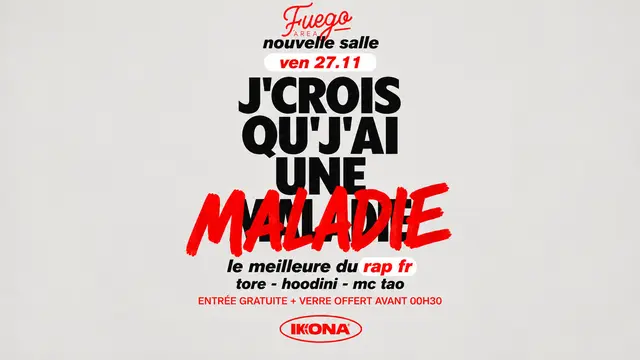 Fuego
AREA
nouvelle salle
ven 27.11
J'CROIS
QU'J'AI
UNE
MALADIE
MALADIE
le meilleure du rap fr
tore - hoodini - mc tao
ENTRÉE GRATUITE + VERRE OFFERT AVANT 00H30
IKONA